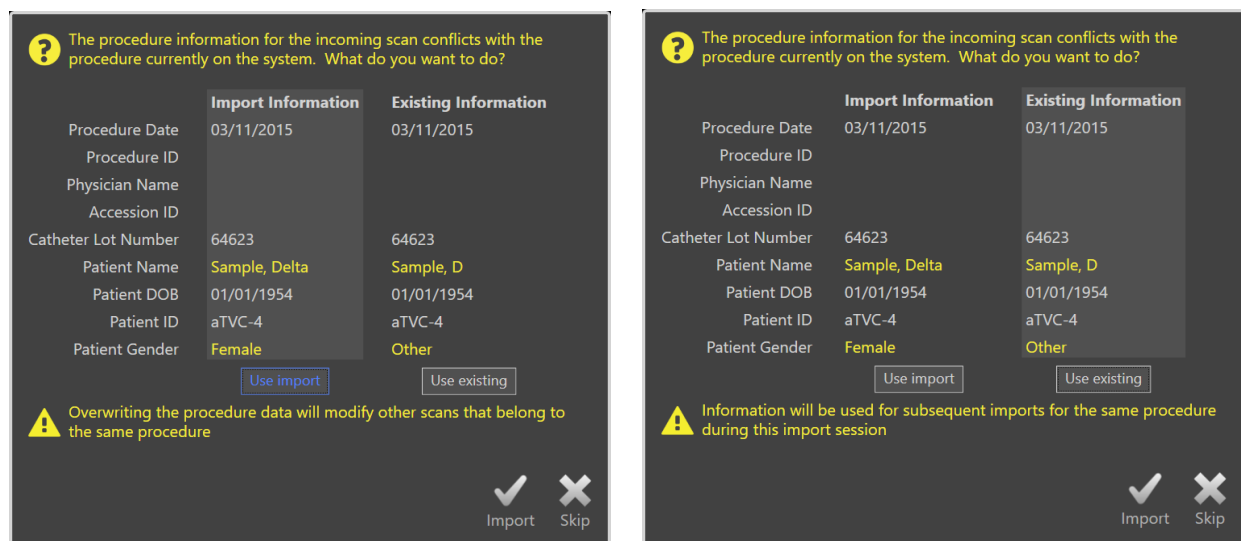 The procedure information for the incoming scan conflicts with the
procedure currently on the system.  What do you want to do?
Import Information Existing Information
Procedure Date 03/11/2015 03/11/2015
Procedure ID
Physician Name
Accession ID
Catheter Lot Number 64623 64623
Patient Name Sample, Delta Sample, D
Patient DOB 01/01/1954 01/01/1954
Patient ID aTVC-4 aTVC-4
Patient Gender Female Other
Use import Use existing
Overwriting the procedure data will modify other scans that belong to
the same procedure
Import Skip
The procedure information for the incoming scan conflicts with the
procedure currently on the system.  What do you want to do?
Import Information Existing Information
Procedure Date 03/11/2015 03/11/2015
Procedure ID
Physician Name
Accession ID
Catheter Lot Number 64623 64623
Patient Name Sample, Delta Sample, D
Patient DOB 01/01/1954 01/01/1954
Patient ID aTVC-4 aTVC-4
Patient Gender Female Other
Use import Use existing
Information will be used for subsequent imports for the same procedure
during this import session
Import Skip